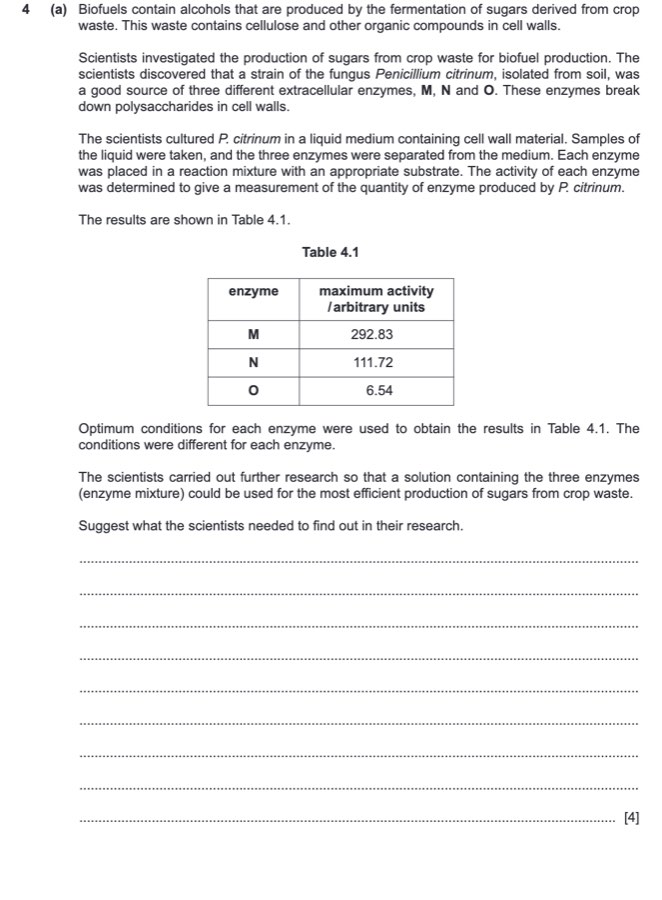 4 (a) Biofuels contain alcohols that are produced by the fermentation of sugars derived from crop
waste. This waste contains cellulose and other organic compounds in cell walls.
Scientists investigated the production of sugars from crop waste for biofuel production. The
scientists discovered that a strain of the fungus Penicillium citrinum, isolated from soil, was
a good source of three different extracellular enzymes, M, N and O. These enzymes break
down polysaccharides in cell walls.
The scientists cultured P. citrinum in a liquid medium containing cell wall material. Samples of
the liquid were taken, and the three enzymes were separated from the medium. Each enzyme
was placed in a reaction mixture with an appropriate substrate. The activity of each enzyme
was determined to give a measurement of the quantity of enzyme produced by P. citrinum.
The results are shown in Table 4.1.
Table 4.1
enzyme maximum activity
/arbitrary units
M 292.83
N 111.72
O 6.54
Optimum conditions for each enzyme were used to obtain the results in Table 4.1. The
conditions were different for each enzyme.
The scientists carried out further research so that a solution containing the three enzymes
(enzyme mixture) could be used for the most efficient production of sugars from crop waste.
Suggest what the scientists needed to find out in their research.
[4]